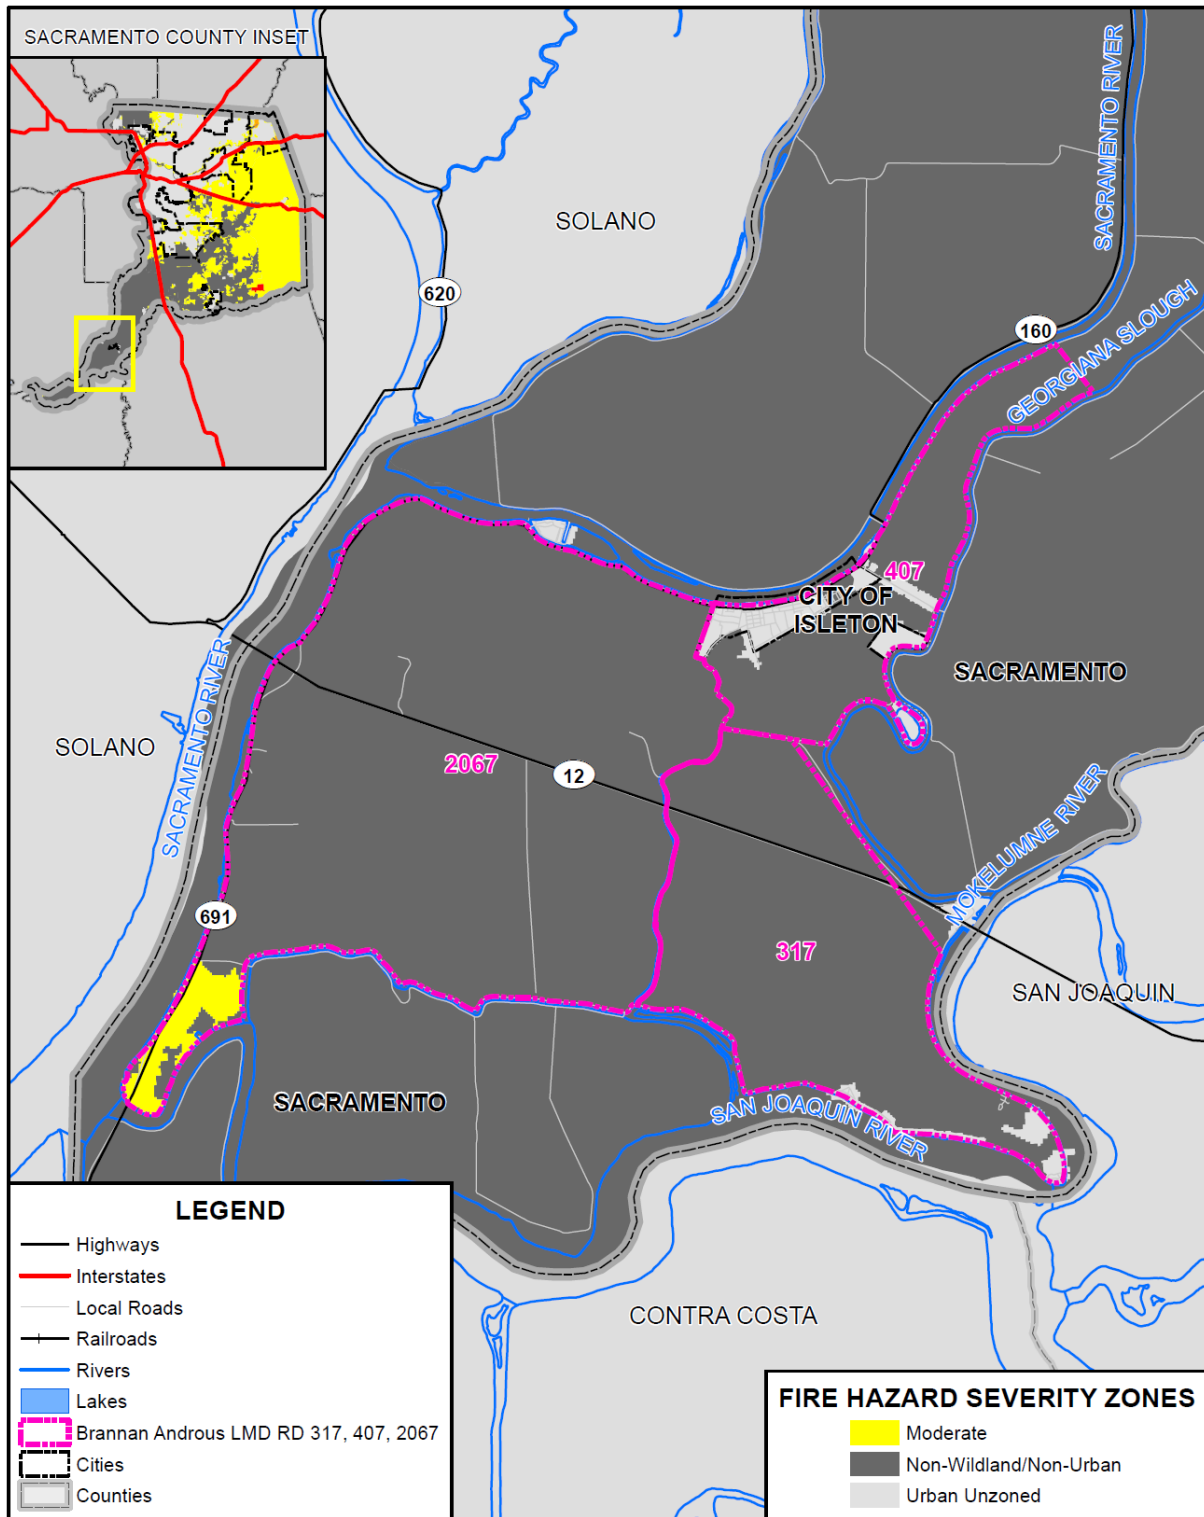 SACRAMENTO COUNTY INSET
SACRAMENTO RIVER
SOLANO
620
160
GEORGIANA SLOUGH
407
CITY OF
ISLETON
SACRAMENTO
SACRAMENTO RIVER
SOLANO
2067
12
MOKELUMNE RIVER
691
317
SAN JOAQUIN
SACRAMENTO
SAN JOAQUIN RIVER
CONTRA COSTA
LEGEND
Highways
Interstates
Local Roads
Railroads
Rivers
Lakes
Brannan Androus LMD RD 317, 407, 2067
Cities
Counties
FIRE HAZARD SEVERITY ZONES
Moderate
Non-Wildland/Non-Urban
Urban Unzoned